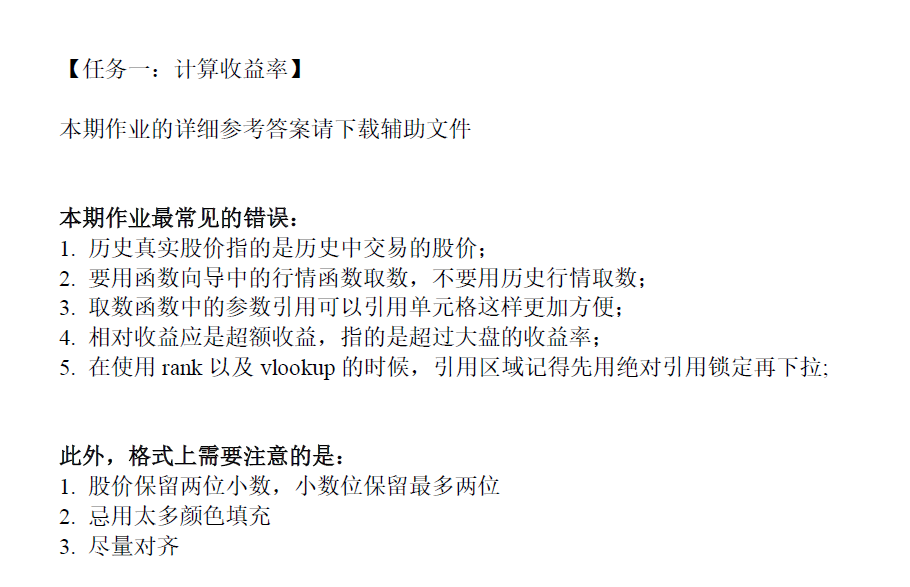 【任务一：计算收益率】
本期作业的详细参考答案请下载辅助文件
本期作业最常见的错误：
1. 历史真实股价指的是历史中交易的股价；
2. 要用函数向导中的行情函数取数，不要用历史行情取数；
3. 取数函数中的参数引用可以引用单元格这样更加方便；
4. 相对收益应是超额收益，指的是超过大盘的收益率；
5. 在使用 rank 以及 vlookup 的时候，引用区域记得先用绝对引用锁定再下拉;
此外，格式上需要注意的是：
1. 股价保留两位小数，小数位保留最多两位
2. 忌用太多颜色填充
3. 尽量对齐